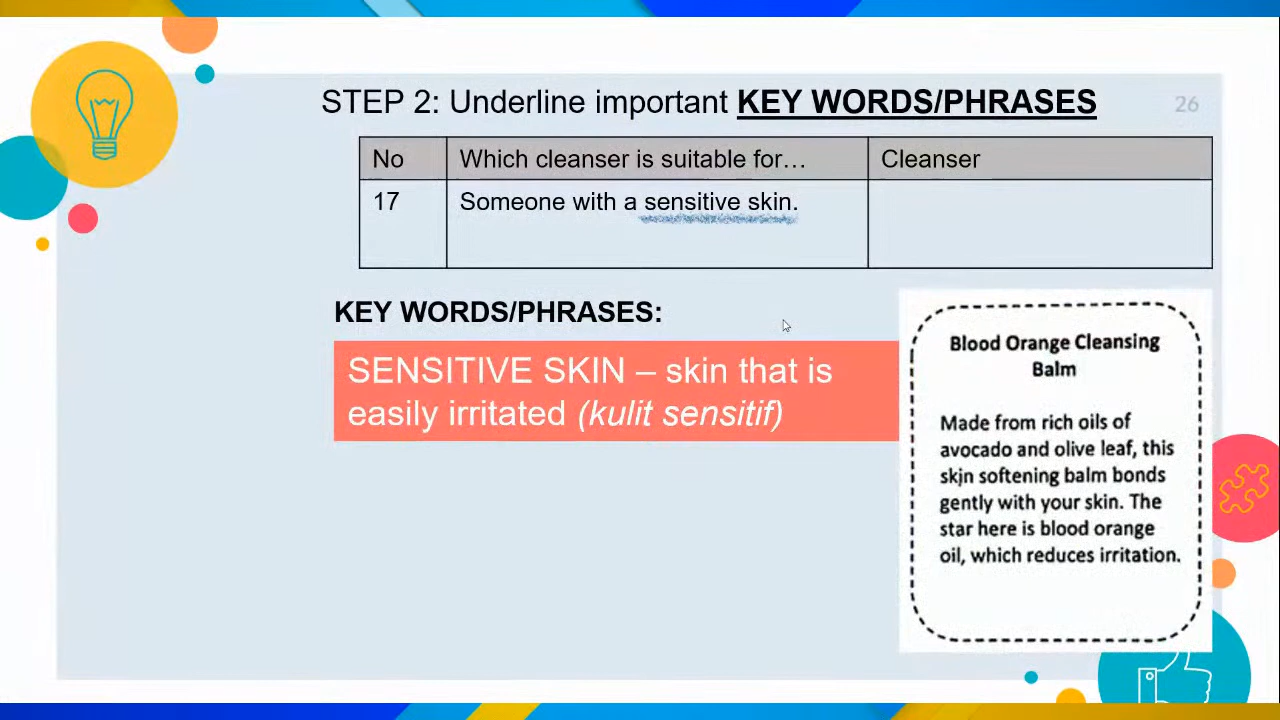 STEP 2: Underline important KEY WORDS/PHRASES
26
No
Which cleanser is suitable for…
Cleanser
17
Someone with a sensitive skin.
KEY WORDS/PHRASES:
SENSITIVE SKIN – skin that is
easily irritated (kulit sensitif)
Blood Orange Cleansing
Balm
Made from rich oils of
avocado and olive leaf, this
skin softening balm bonds
gently with your skin. The
star here is blood orange
oil, which reduces irritation.